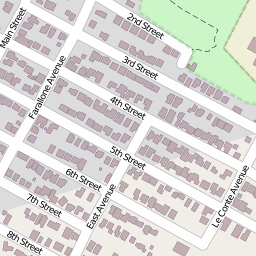 2nd Street
Main Street
3rd Street
Farallone Avenue
4th Street
5th Street
6th Street
East Avenue
Le Conte Avenue
7th Street
8th Street